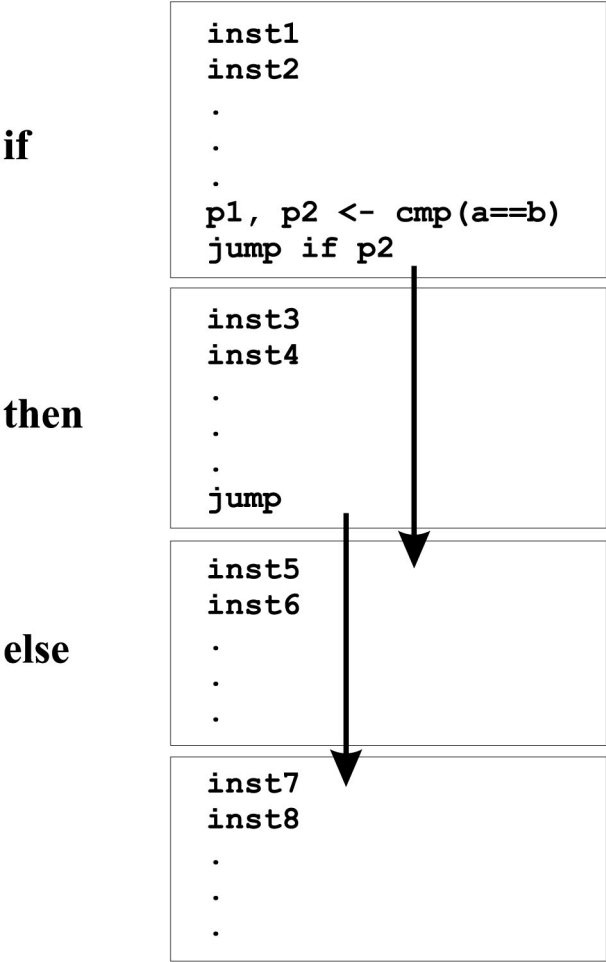 inst1
inst2
.
.
.
if
p1, p2 <- cmp(a==b)
jump if p2
inst3
inst4
.
.
.
then
jump
inst5
inst6
.
.
.
else
inst7
inst8
.
.
.